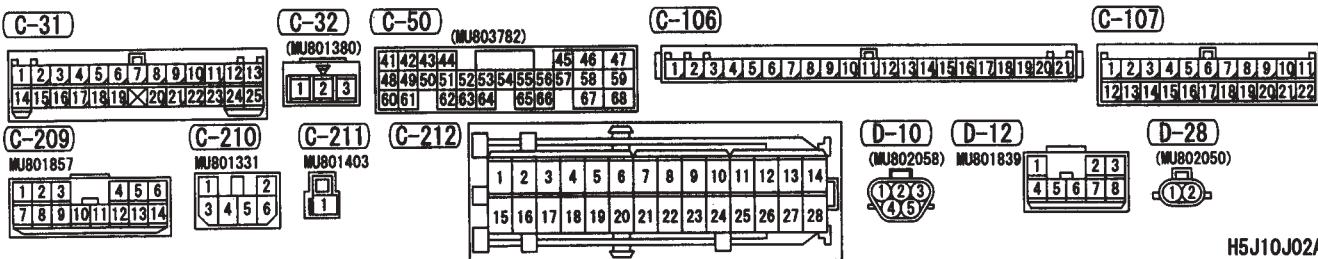 C-31
1 2 3 4 5 6 7 8 9 10 11 12 13
14 15 16 17 18 19 20 21 22 23 24 25
C-32
(MU801380)
1 2 3
C-50
(MU803782)
41 42 43 44 45 46 47
48 49 50 51 52 53 54 55 56 57 58 59
60 61 62 63 64 65 66 67 68
C-106
1 2 3 4 5 6 7 8 9 10 11 12 13 14 15 16 17 18 19 20 21
C-107
1 2 3 4 5 6 7 8 9 10 11
12 13 14 15 16 17 18 19 20 21 22
C-209
MU801857
1 2 3 4 5 6
7 8 9 10 11 12 13 14
C-210
MU801331
1 2
3 4 5 6
C-211
MU801403
1
C-212
1 2 3 4 5 6 7 8 9 10 11 12 13 14
15 16 17 18 19 20 21 22 23 24 25 26 27 28
D-10
(MU802058)
1 2 3
4 5
D-12
MU801839
1 2 3
4 5 6 7 8
D-28
(MU802050)
1 2
H5J10J02A